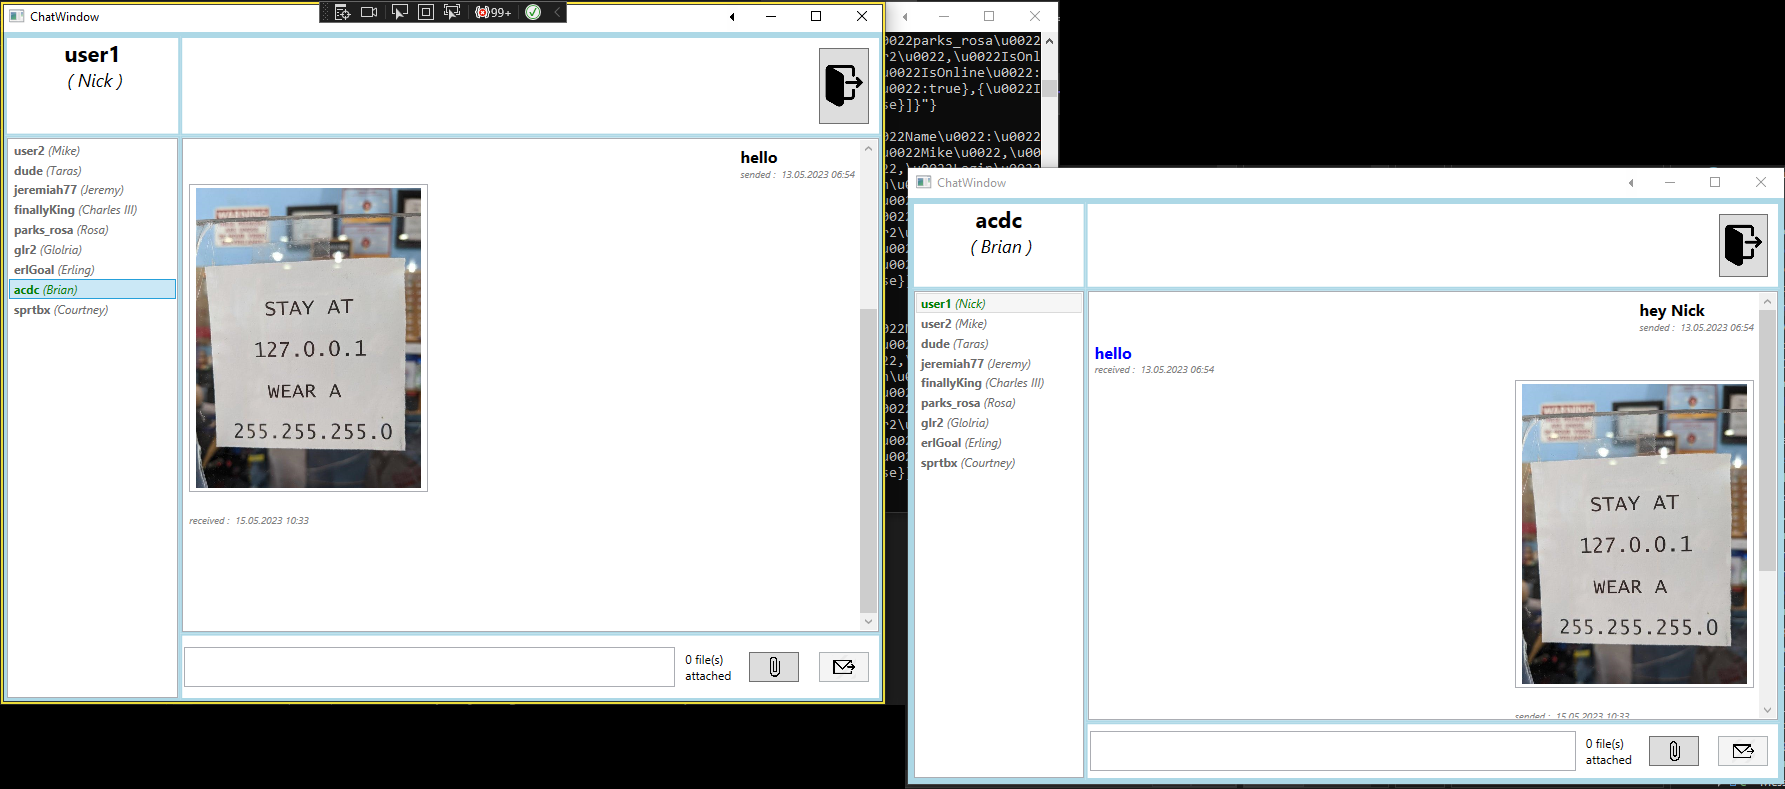 ChatWindow
99+
user1
( Nick )
user2 (Mike)
dude (Taras)
jeremiah77 (Jeremy)
finallyKing (Charles III)
parks_rosa (Rosa)
glr2 (Glolria)
erlGoal (Erling)
acdc (Brian)
sprtbx (Courtney)
hello
sended : 13.05.2023 06:54
STAY AT
127.0.0.1
WEAR A
255.255.255.0
received : 15.05.2023 10:33
0 file(s)
attached
0022parks_rosa\u0022
r2\u0022,\u0022IsOnl
u0022IsOnline\u0022:
u0022:true},{\u0022I
se}]}"}
022Name\u0022:\u0022
u0022Mike\u0022,\u00
ChatWindow
acdc
( Brian )
user1 (Nick)
user2 (Mike)
dude (Taras)
jeremiah77 (Jeremy)
finallyKing (Charles III)
parks_rosa (Rosa)
glr2 (Glolria)
erlGoal (Erling)
sprtbx (Courtney)
hey Nick
sended : 13.05.2023 06:54
hello
received : 13.05.2023 06:54
STAY AT
127.0.0.1
WEAR A
255.255.255.0
sended : 15.05.2023 10:33
0 file(s)
attached